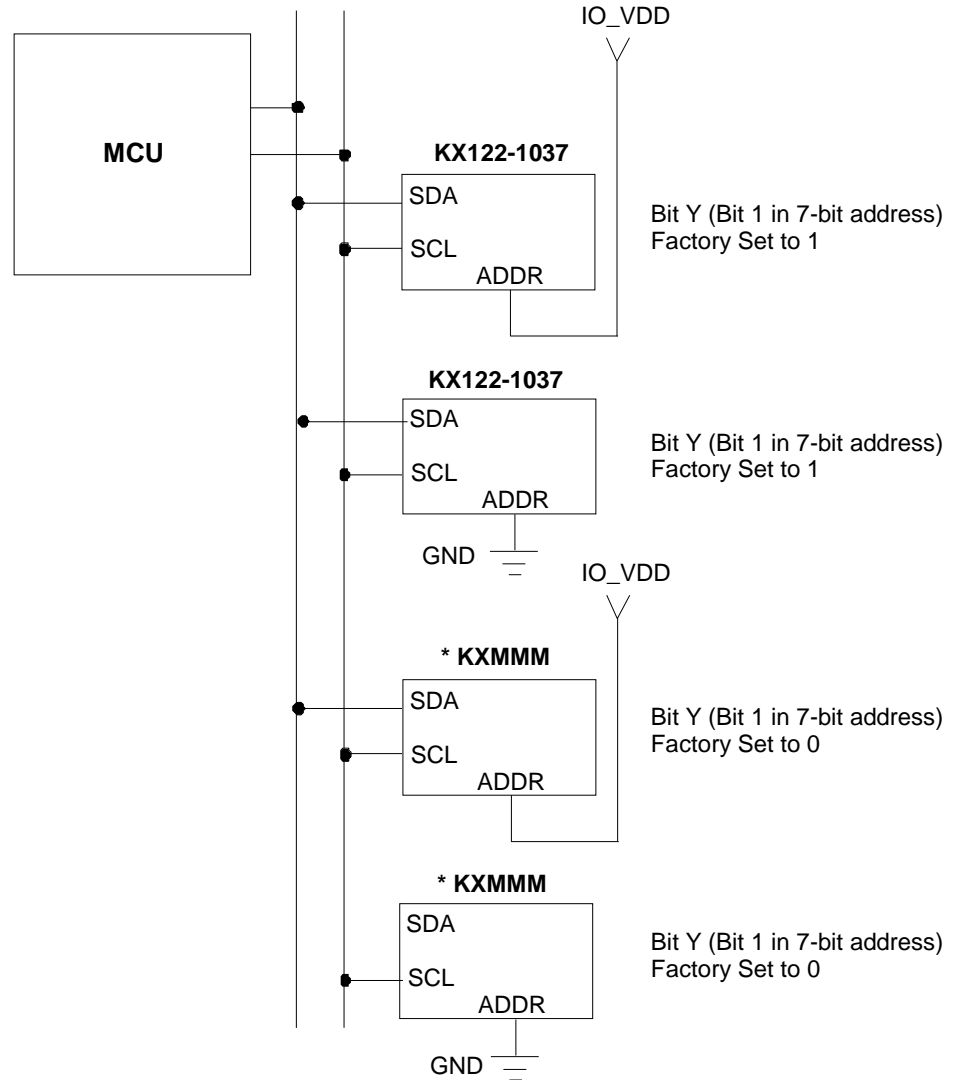 IO_VDD
MCU
KX122-1037
SDA
SCL
ADDR
Bit Y (Bit 1 in 7-bit address)
Factory Set to 1
KX122-1037
SDA
SCL
ADDR
GND
Bit Y (Bit 1 in 7-bit address)
Factory Set to 1
IO_VDD
* KXMMM
SDA
SCL
ADDR
Bit Y (Bit 1 in 7-bit address)
Factory Set to 0
* KXMMM
SDA
SCL
ADDR
GND
Bit Y (Bit 1 in 7-bit address)
Factory Set to 0